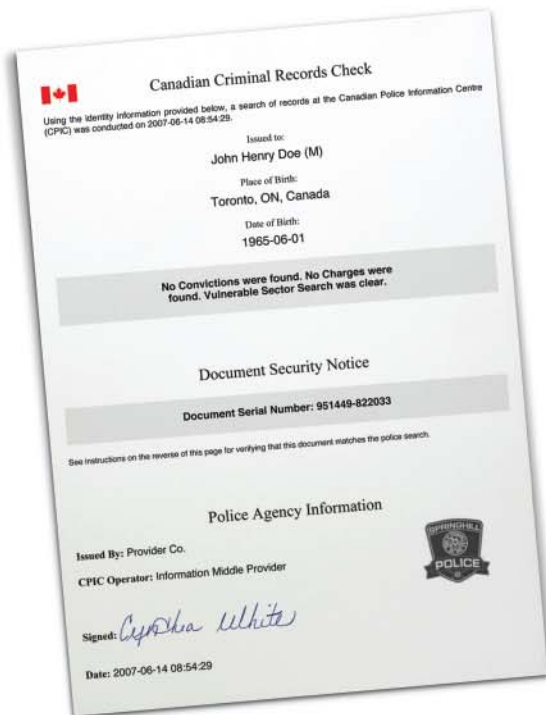 Canadian Criminal Records Check
Using the identity information provided below, a search of records at the Canadian Police Information Centre
(CPIC) was conducted on 2007-06-14 08:54:29.
Issued to:
John Henry Doe (M)
Place of Birth:
Toronto, ON, Canada
Date of Birth:
1965-06-01
No Convictions were found. No Charges were
found. Vulnerable Sector Search was clear.
Document Security Notice
Document Serial Number: 951449-822033
See instructions on the reverse of this page for verifying that this document matches the police search.
Police Agency Information
Issued By: Provider Co.
CPIC Operator: Information Middle Provider
SPRINGHILL
POLICE
Signed: Cynthia White
Date: 2007-06-14 08:54:29